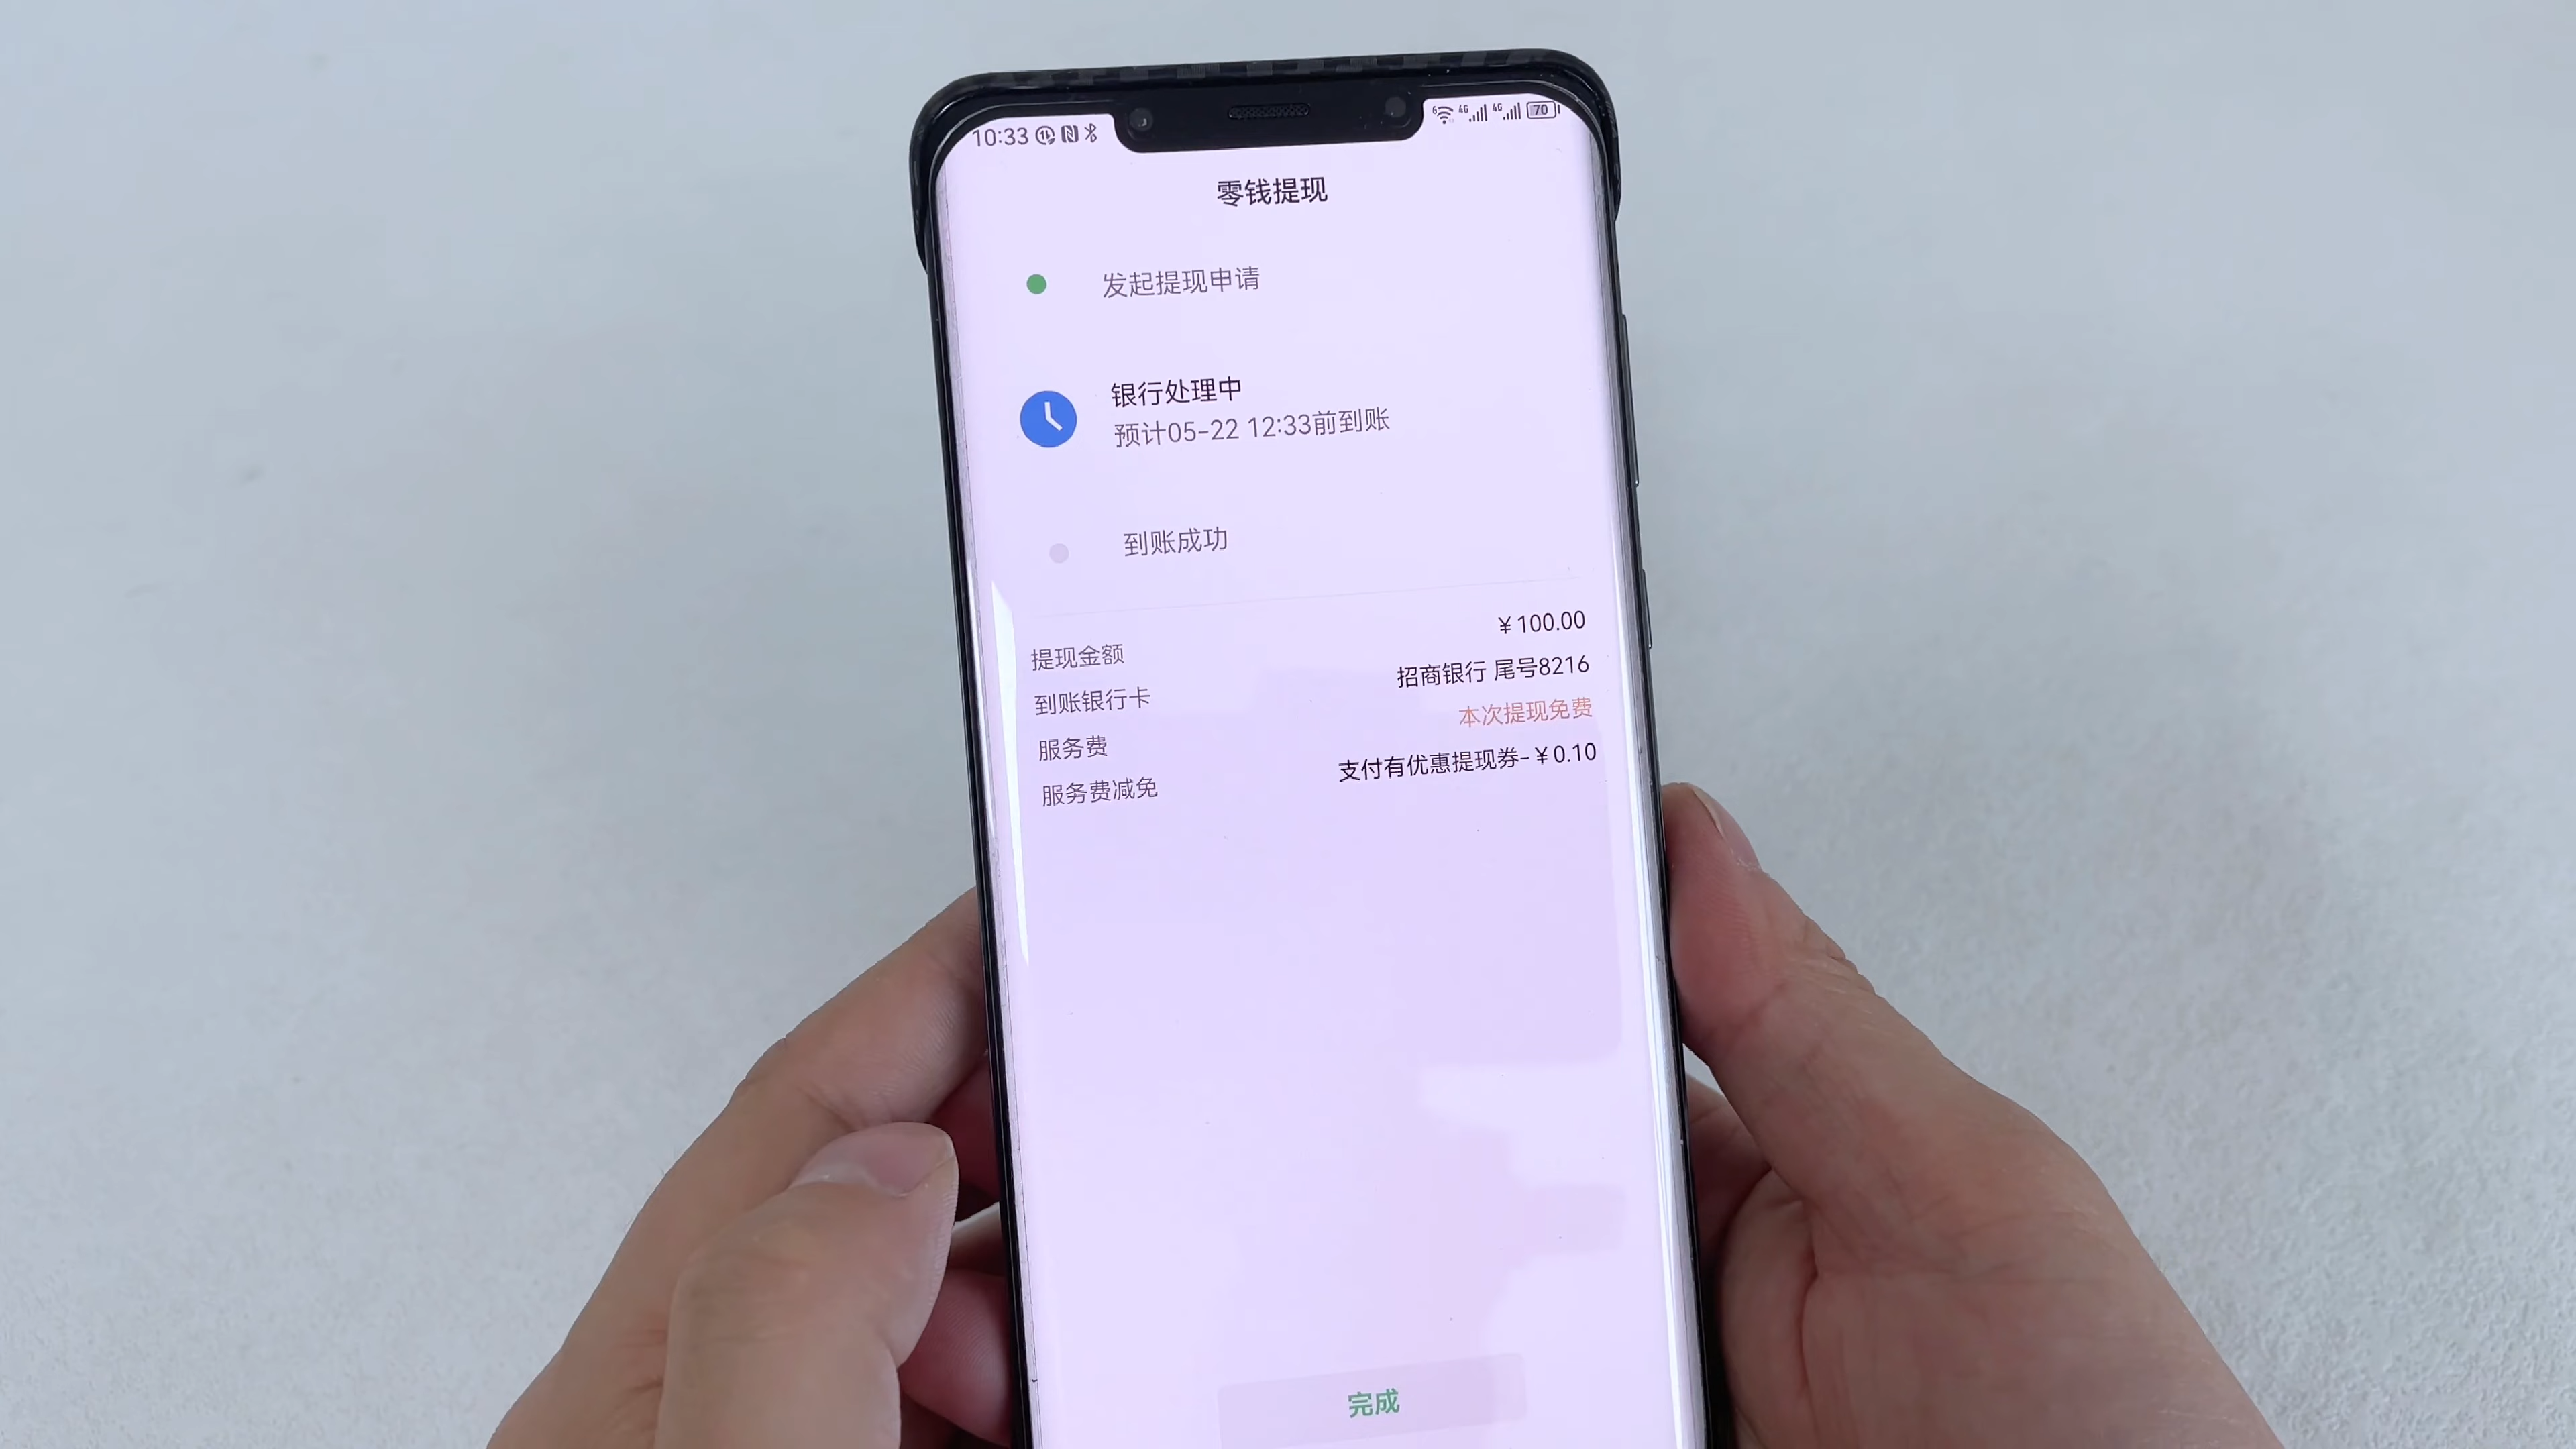 10:33
6 4G 4G 70
零钱提现
发起提现申请
银行处理中
预计05-22 12:33前到账
到账成功
提现金额 ¥100.00
到账银行卡 招商银行 尾号8216
服务费 本次提现免费
服务费减免 支付有优惠提现券-¥0.10
完成